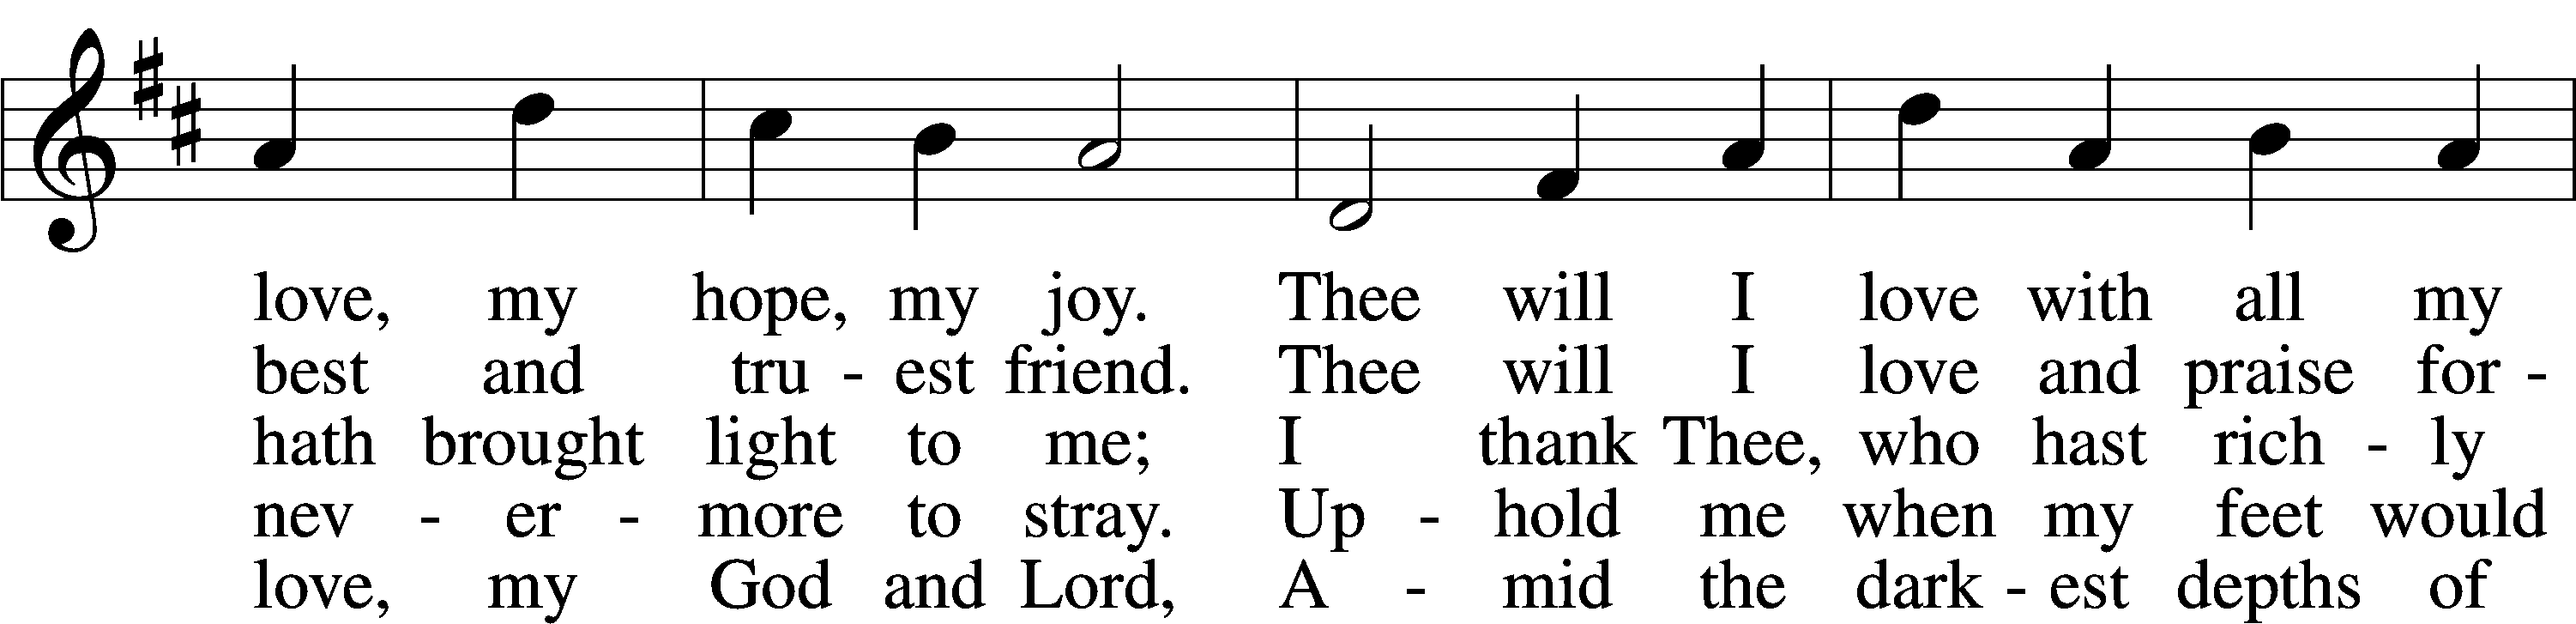 love, my hope, my joy. Thee will I love with all my
best and tru - est friend. Thee will I love and praise for -
hath brought light to me; I thank Thee, who hast rich - ly
nev - er - more to stray. Up - hold me when my feet would
love, my God and Lord, A - mid the dark - est depths of